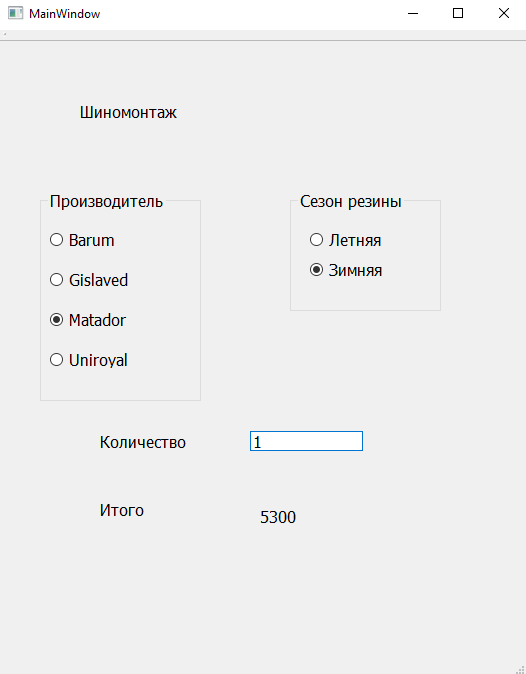 MainWindow
Шиномонтаж
Производитель
Barum
Gislaved
Matador
Uniroyal
Сезон резины
Летняя
Зимняя
Количество
1
Итого
5300